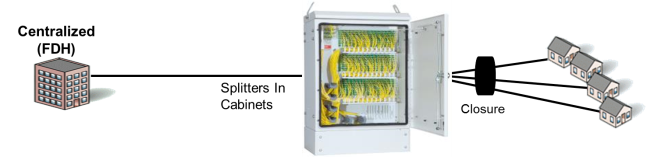 Centralized
(FDH)
Splitters In
Cabinets
Closure